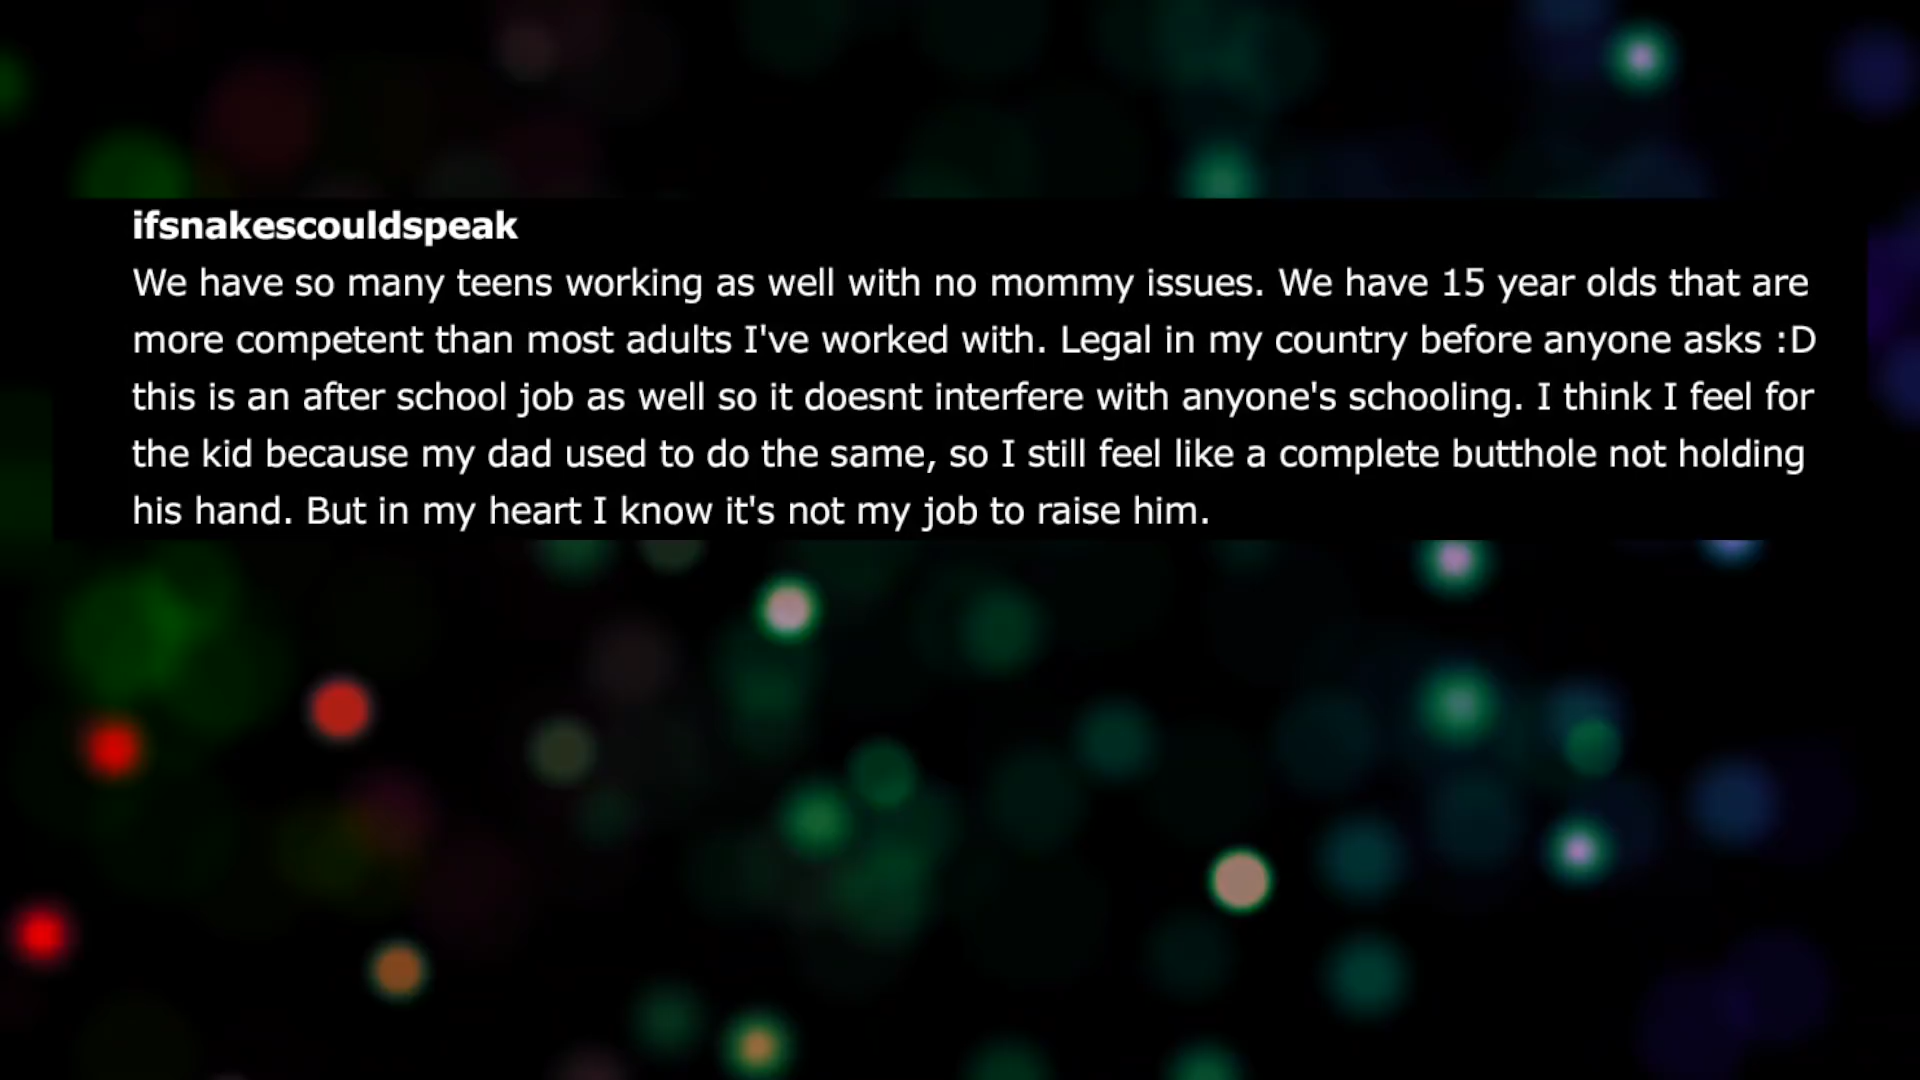 ifsnakescouldspeak
We have so many teens working as well with no mommy issues. We have 15 year olds that are
more competent than most adults I've worked with. Legal in my country before anyone asks :D
this is an after school job as well so it doesnt interfere with anyone's schooling. I think I feel for
the kid because my dad used to do the same, so I still feel like a complete butthole not holding
his hand. But in my heart I know it's not my job to raise him.